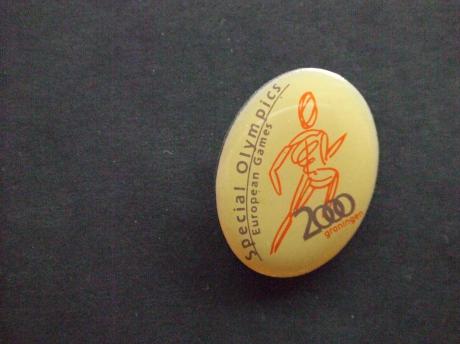 Special Olympics
European Games
2000
groningen